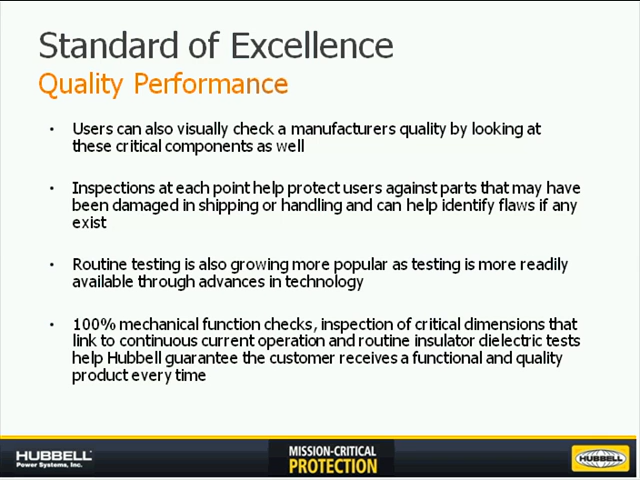 Standard of Excellence
Quality Performance
• Users can also visually check a manufacturers quality by looking at
these critical components as well
• Inspections at each point help protect users against parts that may have
been damaged in shipping or handling and can help identify flaws if any
exist
• Routine testing is also growing more popular as testing is more readily
available through advances in technology
• 100% mechanical function checks, inspection of critical dimensions that
link to continuous current operation and routine insulator dielectric tests
help Hubbell guarantee the customer receives a functional and quality
product every time
HUBBELL
Power Systems, Inc.
MISSION-CRITICAL
PROTECTION
HUBBELL